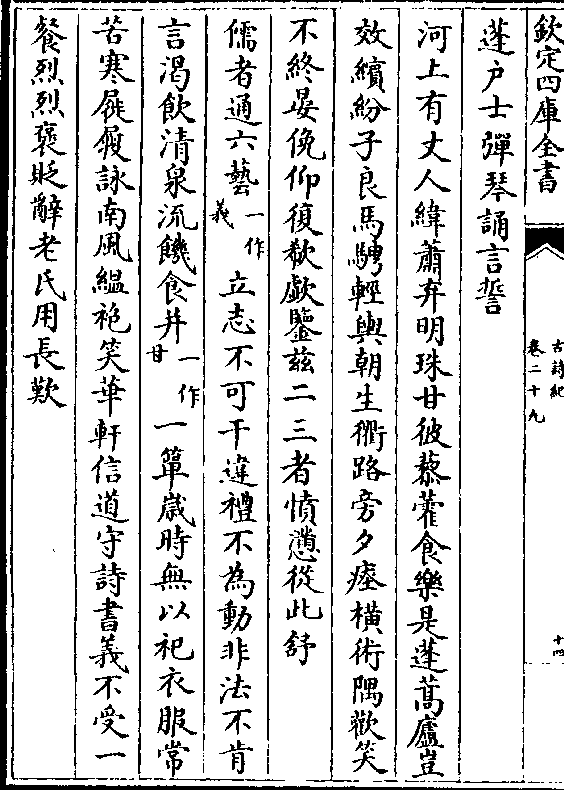 欽定四庫全書
古詩紀
卷二十九
十四
蓬戶士彈琴誦言誓
河上有丈人緯蕭弃明珠甘彼藜藿食樂是蓬蒿廬豈
效繽紛子良馬騁輕輿朝生衢路旁夕瘞橫術隅歡笑
不終晏俛仰復欷歔鑒茲二三者憤懣從此舒
儒者通六藝一作義立志不可干違禮不為動非法不肯
言渴飲清泉流饑食并一作甘一簞歲時無以祀衣服常
苦寒屣履詠南風緼袍笑華軒信道守詩書義不受一
餐烈烈褒貶辭老氏用長歎